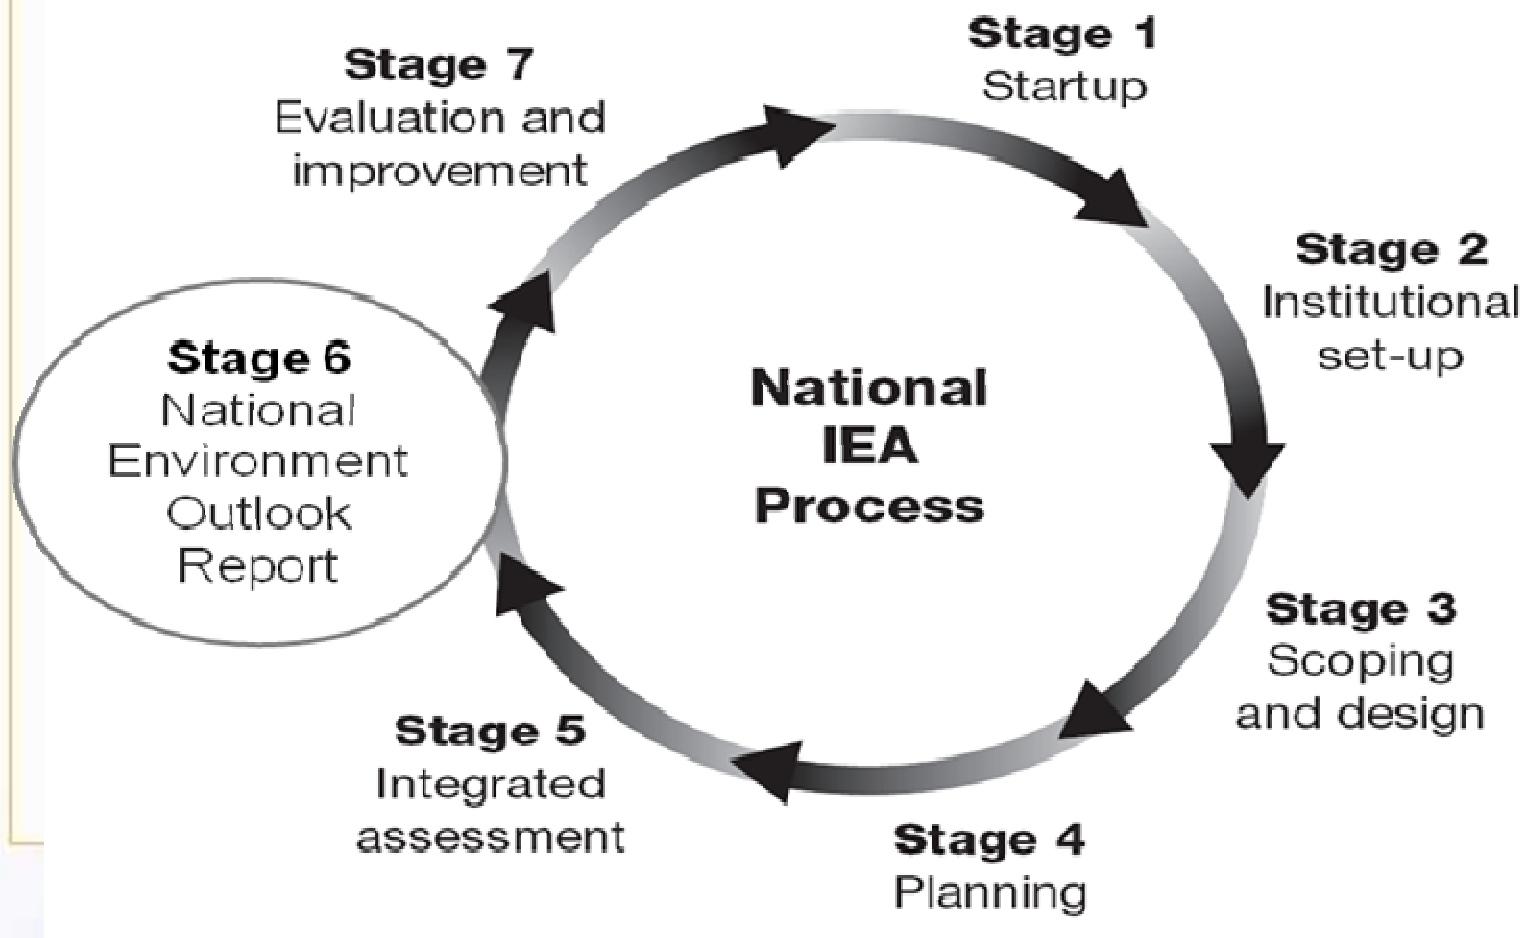 Stage 1
Startup
Stage 2
Institutional
set-up
Stage 3
Scoping
and design
Stage 4
Planning
Stage 5
Integrated
assessment
Stage 6
National
Environment
Outlook
Report
Stage 7
Evaluation and
improvement
National
IEA
Process